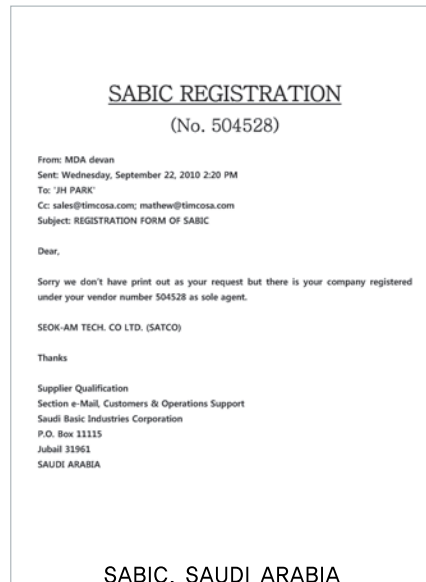 SABIC REGISTRATION
(No. 504528)
From: MDA devan
Sent: Wednesday, September 22, 2010 2:20 PM
To: 'JH PARK'
Cc: sales@timcosa.com; mathew@timcosa.com
Subject: REGISTRATION FORM OF SABIC
Dear,
Sorry we don't have print out as your request but there is your company registered
under your vendor number 504528 as sole agent.
SEOK-AM TECH. CO LTD. (SATCO)
Thanks
Supplier Qualification
Section e-Mail, Customers & Operations Support
Saudi Basic Industries Corporation
P.O. Box 11115
Jubail 31961
SAUDI ARABIA
SABIC, SAUDI ARABIA